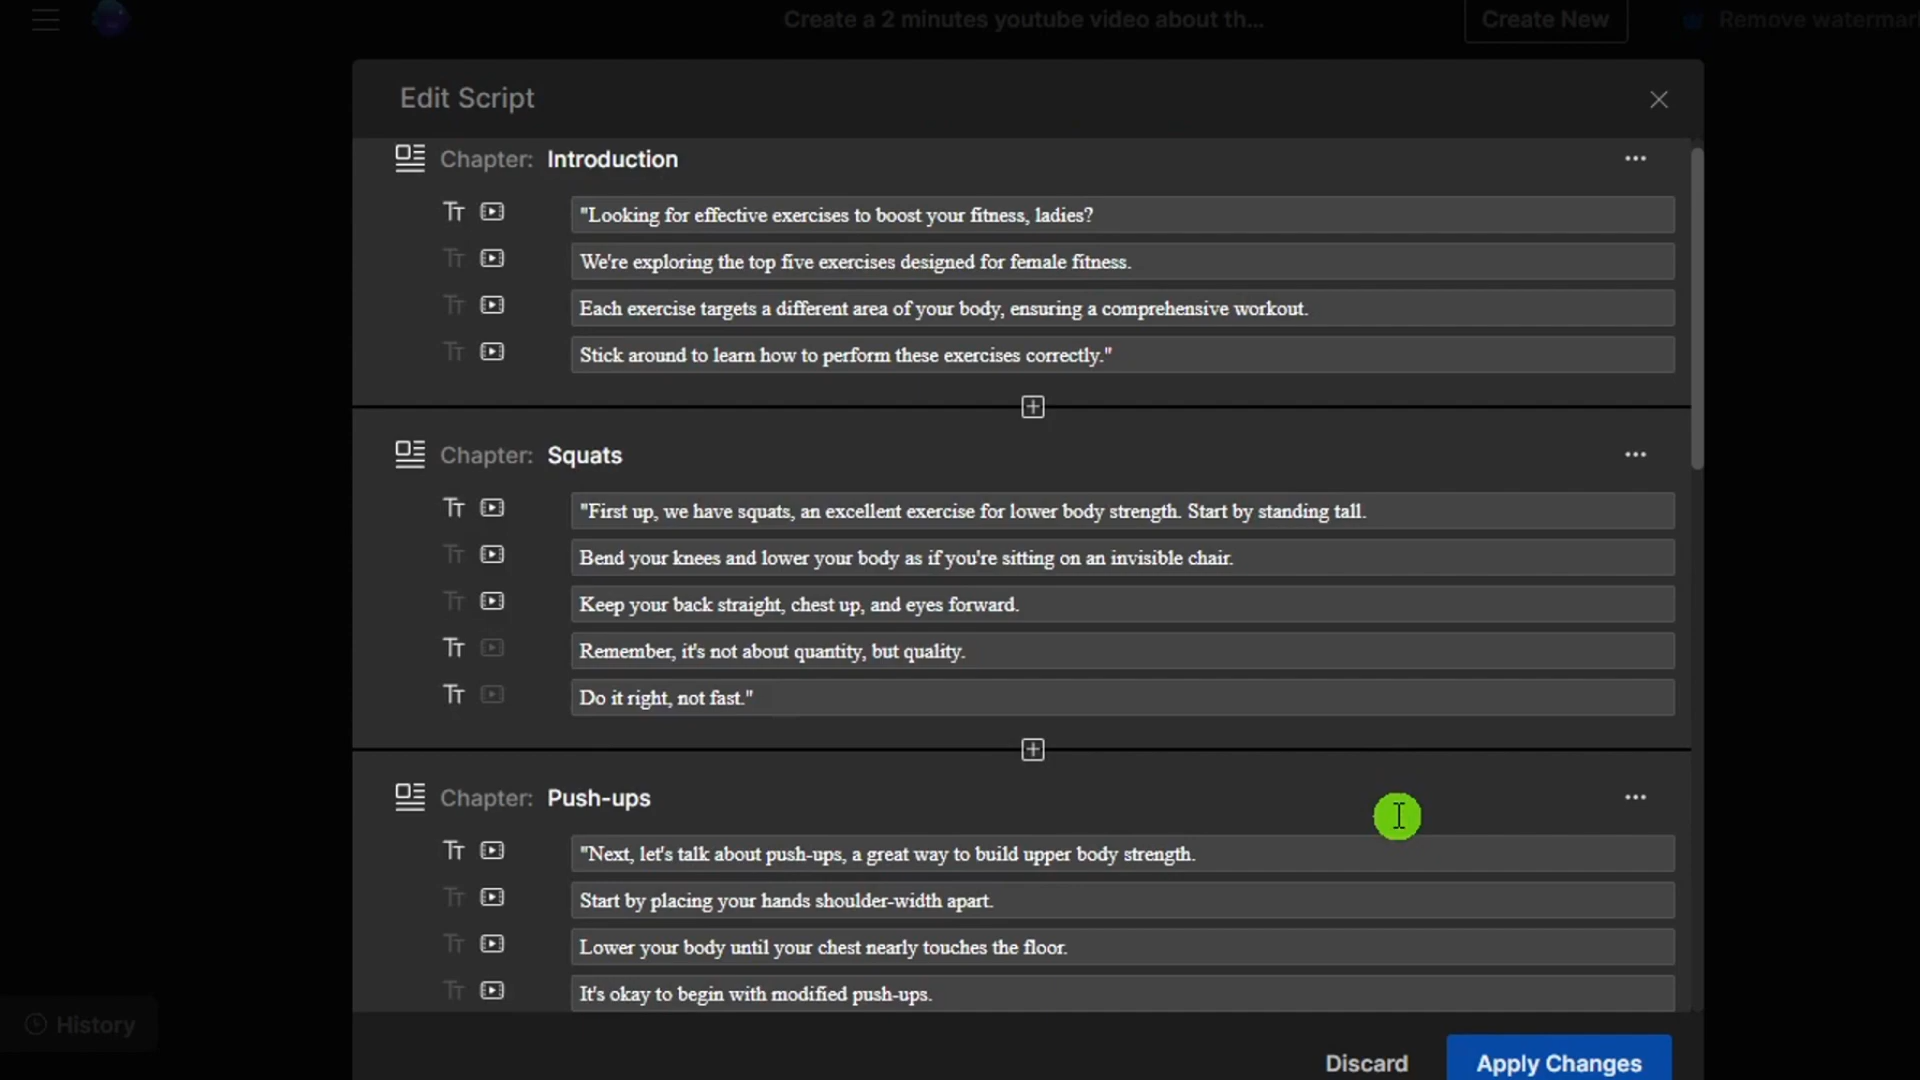 Create a 2 minutes youtube video about th...
Create New
Remove watermar
Edit Script
Chapter: Introduction
"Looking for effective exercises to boost your fitness, ladies?
We're exploring the top five exercises designed for female fitness.
Each exercise targets a different area of your body, ensuring a comprehensive workout.
Stick around to learn how to perform these exercises correctly."
Chapter: Squats
"First up, we have squats, an excellent exercise for lower body strength. Start by standing tall.
Bend your knees and lower your body as if you're sitting on an invisible chair.
Keep your back straight, chest up, and eyes forward.
Remember, it's not about quantity, but quality.
Do it right, not fast."
Chapter: Push-ups
"Next, let's talk about push-ups, a great way to build upper body strength.
Start by placing your hands shoulder-width apart.
Lower your body until your chest nearly touches the floor.
It's okay to begin with modified push-ups.
History
Discard
Apply Changes